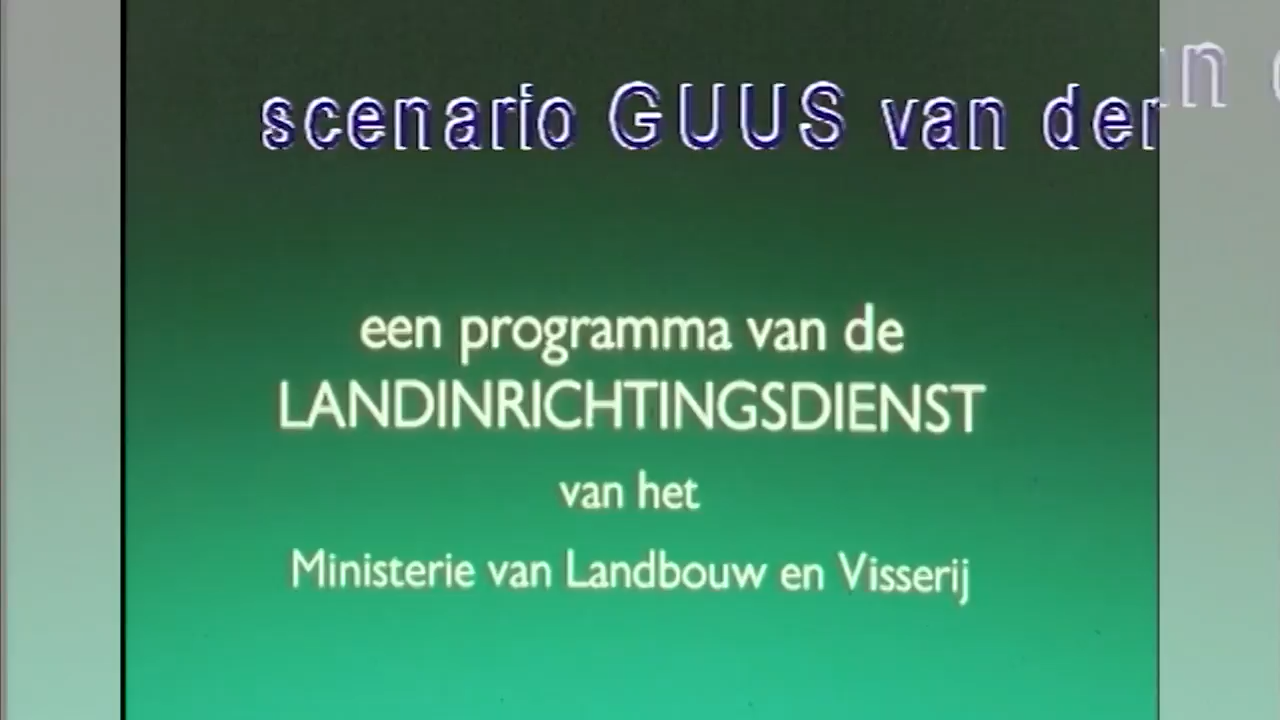 scenario GUUS van der
een programma van de
LANDINRICHTINGSDIENST
van het
Ministerie van Landbouw en Visserij